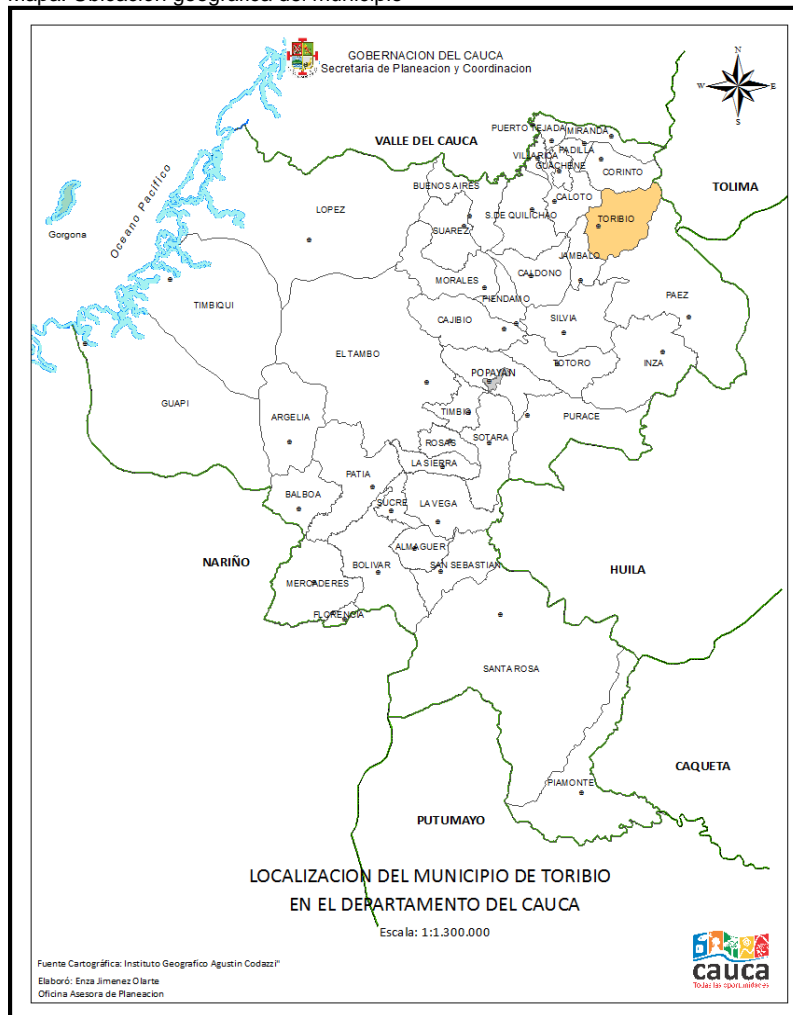 Mapa: Ubicación geográfica del municipio
GOBERNACION DEL CAUCA
Secretaria de Planeacion y Coordinacion
N
W
E
S
VALLE DEL CAUCA
PUERTO TEJADA
MIRANDA
PADILLA
VILLARICA
GUACHENE
CORINTO
TOLIMA
Oceano Pacifico
Gorgona
BUENOS AIRES
CALOTO
LOPEZ
S.DE QUILICHAO
TORIBIO
SUAREZ
JAMBALO
MORALES
CALDONO
PAEZ
TIMBIQUI
PIENDAMO
CAJIBIO
SILVIA
EL TAMBO
TOTORO
INZA
POPAYAN
GUAPI
ARGELIA
TIMBIO
PURACE
ROSAS
SOTARA
LA SIERRA
PATIA
BALBOA
SUCRE
LA VEGA
ALMAGUER
NARIÑO
BOLIVAR
SAN SEBASTIAN
HUILA
MERCADERES
FLORENCIA
SANTA ROSA
CAQUETA
PIAMONTE
PUTUMAYO
LOCALIZACION DEL MUNICIPIO DE TORIBIO
EN EL DEPARTAMENTO DEL CAUCA
Escala: 1:1.300.000
Fuente Cartográfica: Instituto Geografico Agustin Codazzi"
Elaboró: Enza Jimenez Olarte
Oficina Asesora de Planeacion
cauca
Todas las oportunidades